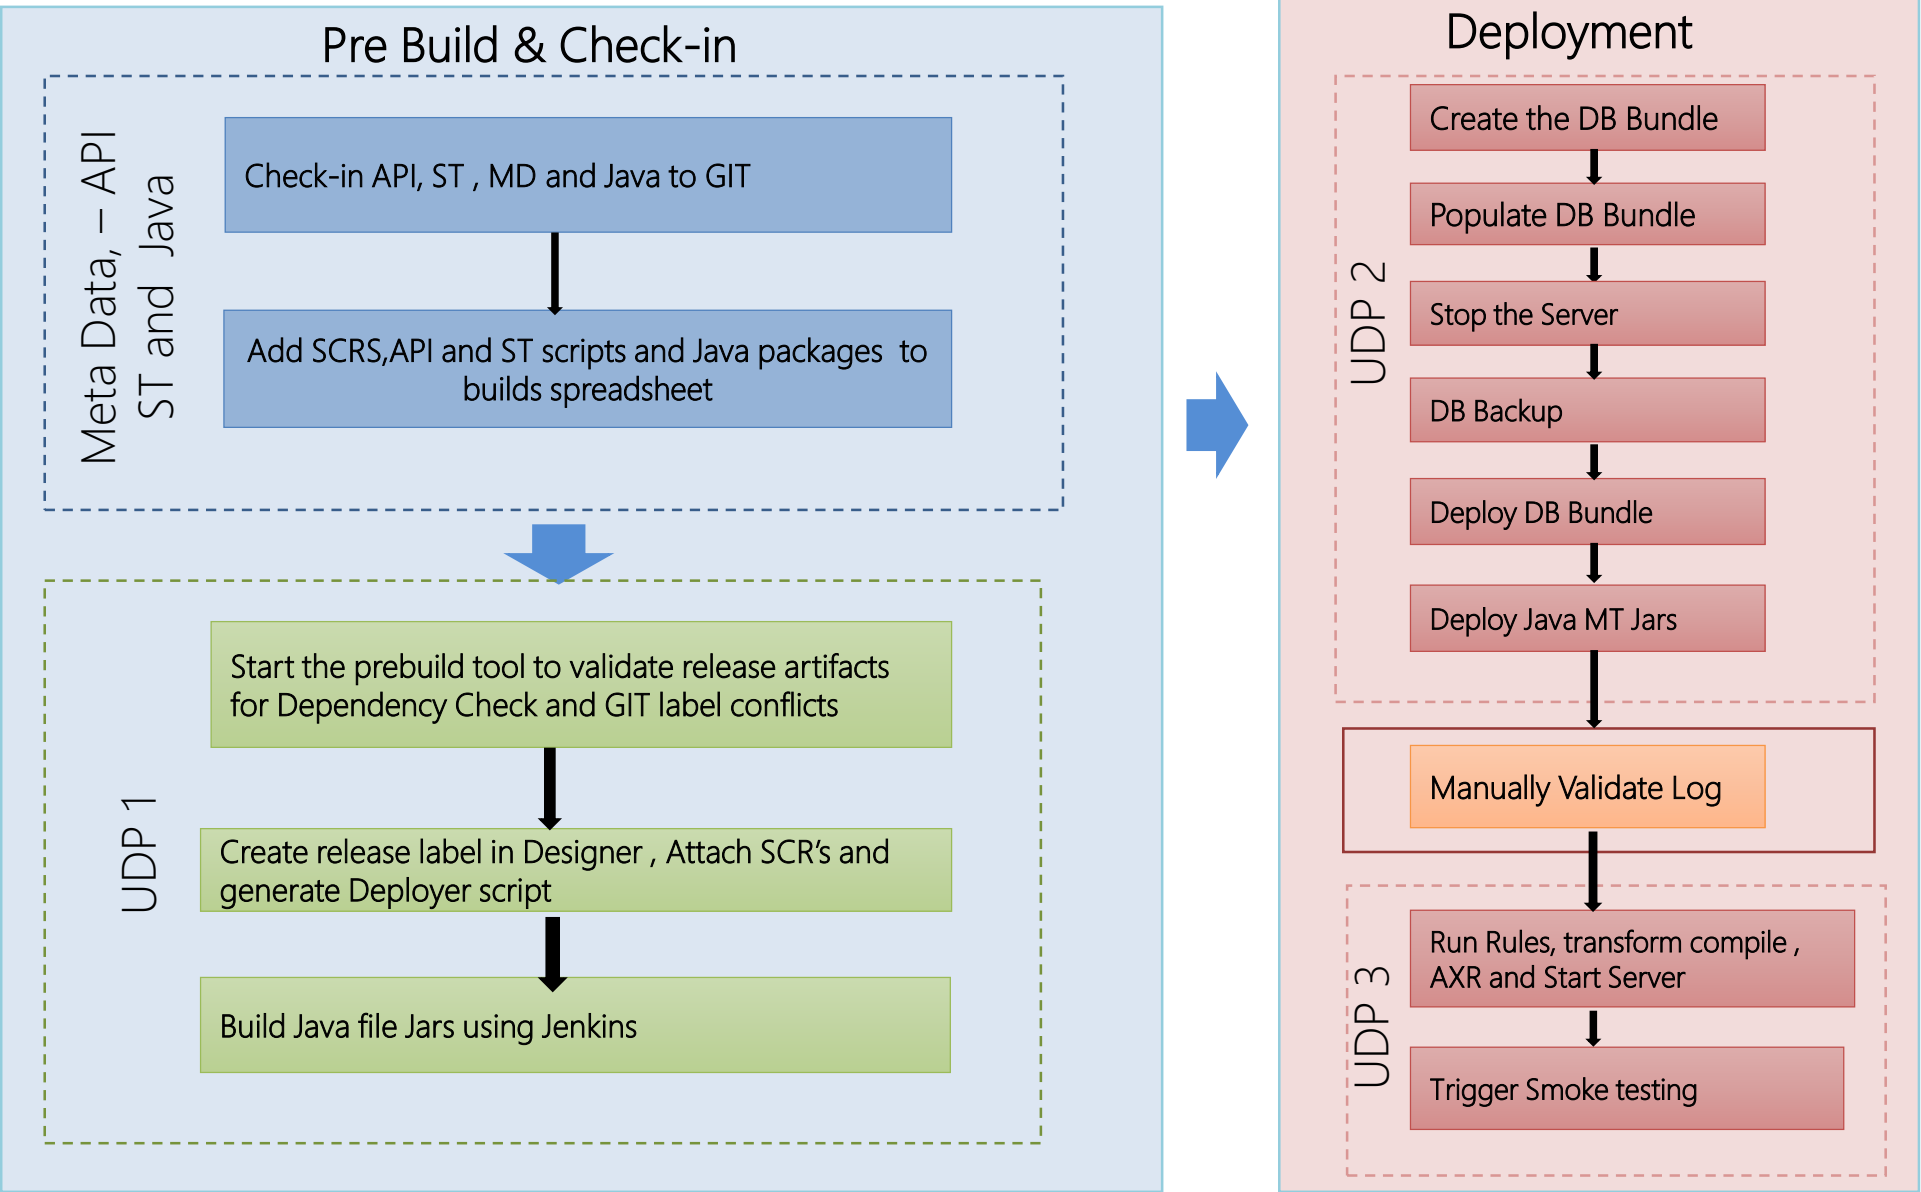 Pre Build & Check-in
Meta Data, – API
ST and Java
Check-in API, ST , MD and Java to GIT
Add SCRS,API and ST scripts and Java packages to
builds spreadsheet
UDP 1
Start the prebuild tool to validate release artifacts
for Dependency Check and GIT label conflicts
Create release label in Designer , Attach SCR’s and
generate Deployer script
Build Java file Jars using Jenkins
Deployment
UDP 2
Create the DB Bundle
Populate DB Bundle
Stop the Server
DB Backup
Deploy DB Bundle
Deploy Java MT Jars
Manually Validate Log
UDP 3
Run Rules, transform compile ,
AXR and Start Server
Trigger Smoke testing